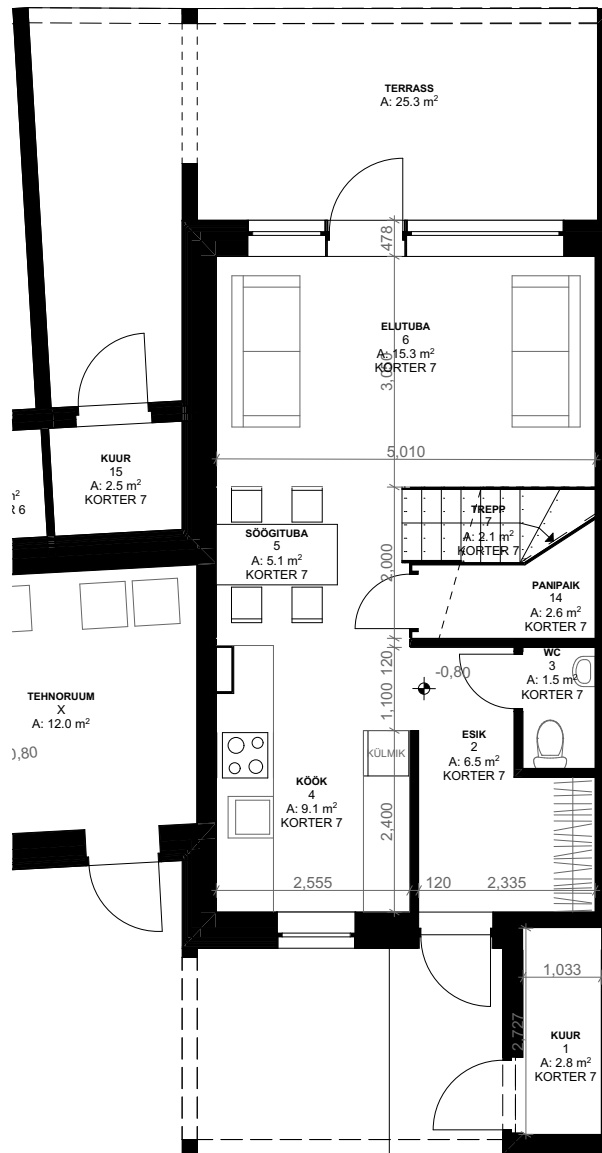 TERRASS
A: 25.3 m²
478
ELUTUBA
6
A: 15.3 m²
KORTER 7
5,010
KUUR
15
A: 2.5 m²
KORTER 7
m²
R 6
TREPP
7
A: 2.1 m²
KORTER 7
SÖÖGITUBA
5
A: 5.1 m²
KORTER 7
2,000
PANIPAIK
14
A: 2.6 m²
KORTER 7
120
WC
3
A: 1.5 m²
KORTER 7
-0,80
1,100
TEHNORUUM
X
A: 12.0 m²
0,80
ESIK
2
A: 6.5 m²
KORTER 7
KÜLMIK
KÖÖK
4
A: 9.1 m²
KORTER 7
2,400
2,555
120
2,335
1,033
2,727
KUUR
1
A: 2.8 m²
KORTER 7